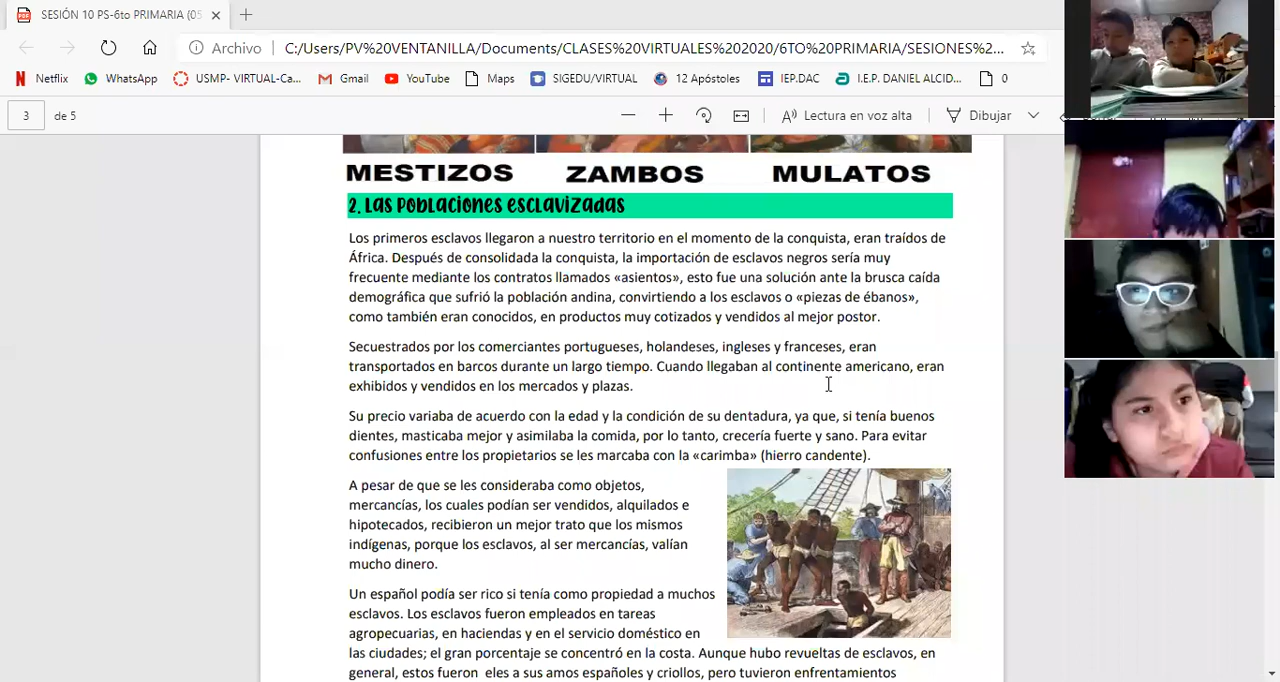 SESIÓN 10 PS-6to PRIMARIA (05
Archivo
C:/Users/PV%20VENTANILLA/Documents/CLASES%20VIRTUALES%202020/6TO%20PRIMARIA/SESIONES%2...
Netflix WhatsApp USMP- VIRTUAL-Ca... Gmail YouTube Maps SIGEDU/VIRTUAL 12 Apóstoles IEP.DAC I.E.P. DANIEL ALCID... 0
3 de 5 Lectura en voz alta Dibujar
MESTIZOS ZAMBOS MULATOS
2. Las poblaciones esclavizadas
Los primeros esclavos llegaron a nuestro territorio en el momento de la conquista, eran traídos de
África. Después de consolidada la conquista, la importación de esclavos negros sería muy
frecuente mediante los contratos llamados «asientos», esto fue una solución ante la brusca caída
demográfica que sufrió la población andina, convirtiendo a los esclavos o «piezas de ébanos»,
como también eran conocidos, en productos muy cotizados y vendidos al mejor postor.
Secuestrados por los comerciantes portugueses, holandeses, ingleses y franceses, eran
transportados en barcos durante un largo tiempo. Cuando llegaban al continente americano, eran
exhibidos y vendidos en los mercados y plazas.
Su precio variaba de acuerdo con la edad y la condición de su dentadura, ya que, si tenía buenos
dientes, masticaba mejor y asimilaba la comida, por lo tanto, crecería fuerte y sano. Para evitar
confusiones entre los propietarios se les marcaba con la «carimba» (hierro candente).
A pesar de que se les consideraba como objetos,
mercancías, los cuales podían ser vendidos, alquilados e
hipotecados, recibieron un mejor trato que los mismos
indígenas, porque los esclavos, al ser mercancías, valían
mucho dinero.
Un español podía ser rico si tenía como propiedad a muchos
esclavos. Los esclavos fueron empleados en tareas
agropecuarias, en haciendas y en el servicio doméstico en
las ciudades; el gran porcentaje se concentró en la costa. Aunque hubo revueltas de esclavos, en
general, estos fueron eles a sus amos españoles y criollos, pero tuvieron enfrentamientos